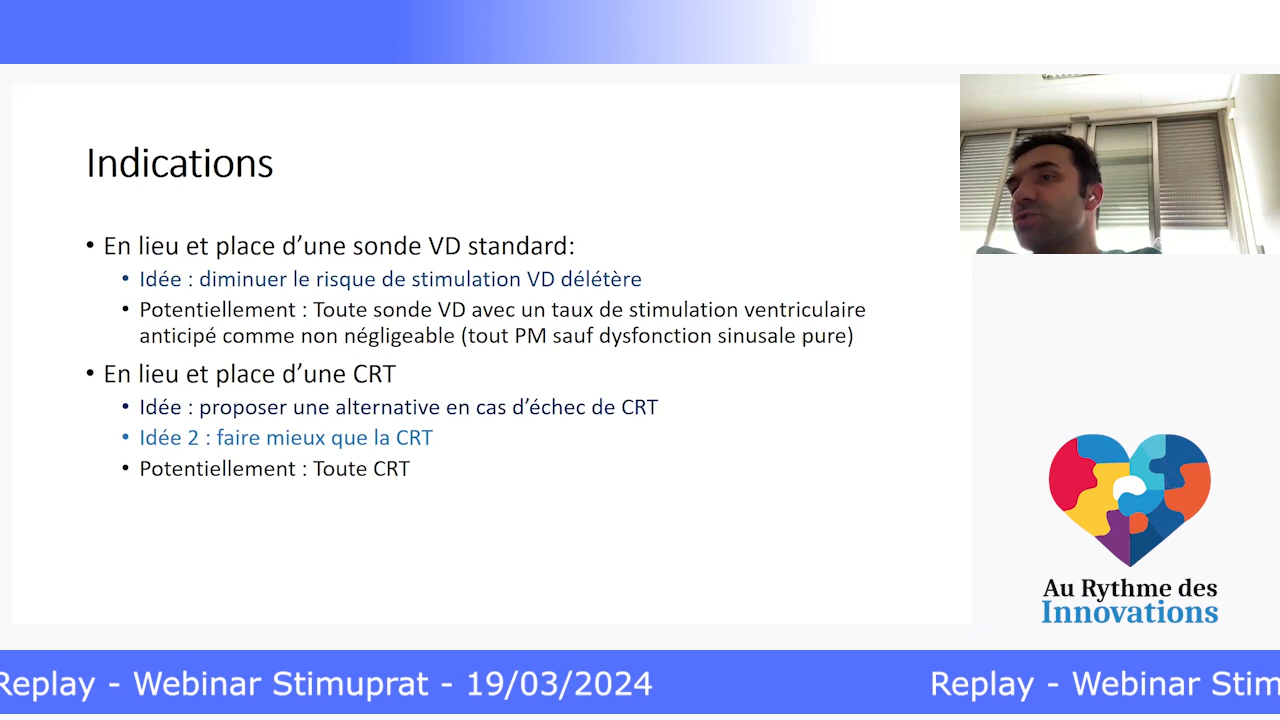 Indications
• En lieu et place d’une sonde VD standard:
• Idée : diminuer le risque de stimulation VD délétère
• Potentiellement : Toute sonde VD avec un taux de stimulation ventriculaire
anticipé comme non négligeable (tout PM sauf dysfonction sinusale pure)
• En lieu et place d’une CRT
• Idée : proposer une alternative en cas d’échec de CRT
• Idée 2 : faire mieux que la CRT
• Potentiellement : Toute CRT
Au Rythme des
Innovations
Replay - Webinar Stimuprat - 19/03/2024
Replay - Webinar Stim